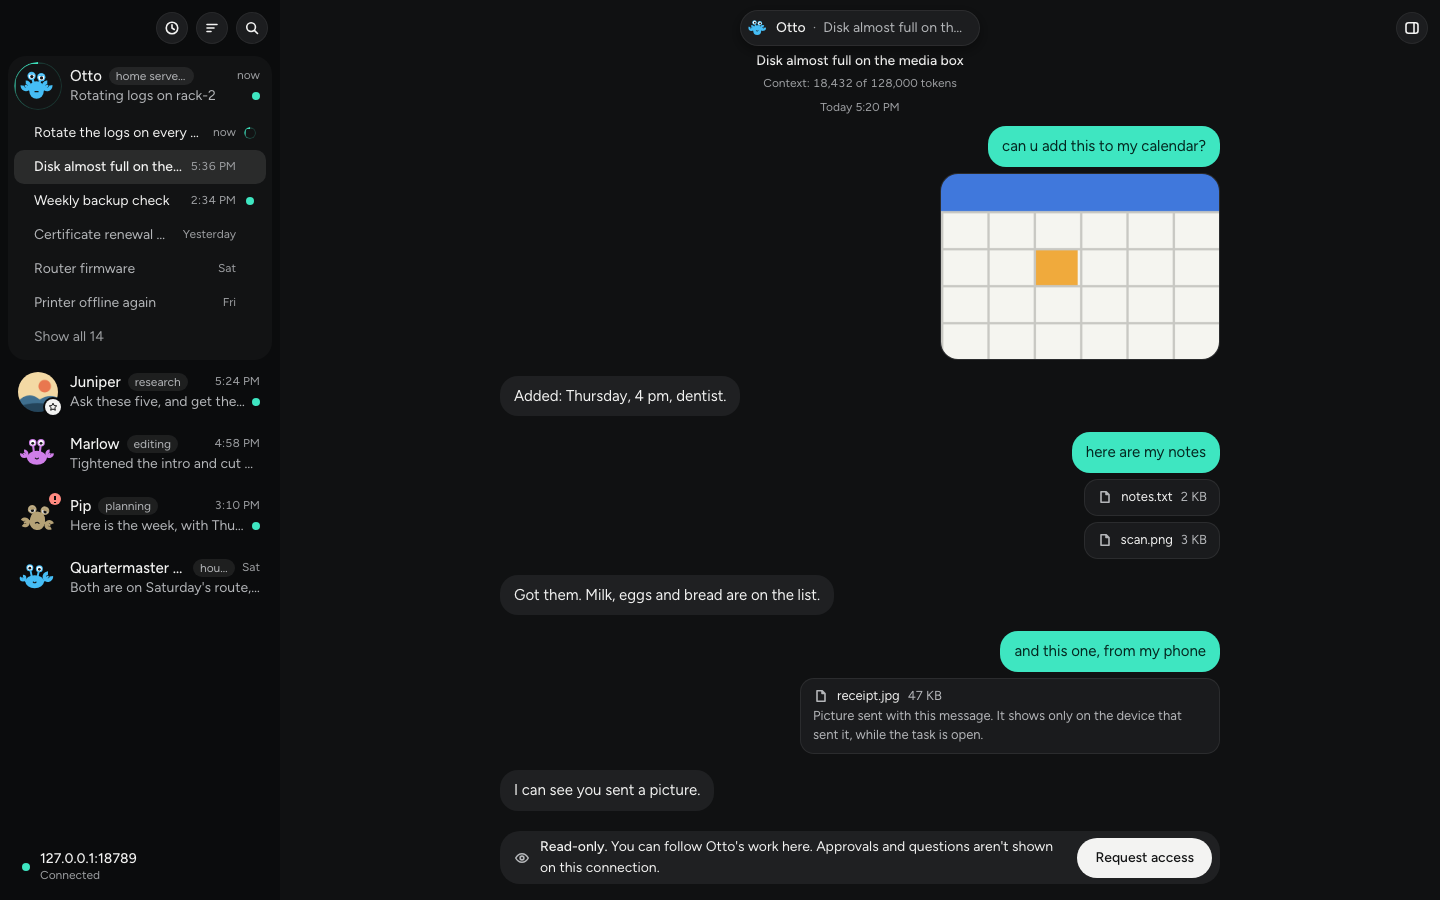 Otto home serve... now
Rotating logs on rack-2
Rotate the logs on every ... now
Disk almost full on the... 5:36 PM
Weekly backup check 2:34 PM
Certificate renewal ... Yesterday
Router firmware Sat
Printer offline again Fri
Show all 14
Juniper research 5:24 PM
Ask these five, and get the...
Marlow editing 4:58 PM
Tightened the intro and cut ...
Pip planning 3:10 PM
Here is the week, with Thu...
Quartermaster ... hou... Sat
Both are on Saturday's route,...
127.0.0.1:18789
Connected
Otto · Disk almost full on th...
Disk almost full on the media box
Context: 18,432 of 128,000 tokens
Today 5:20 PM
can u add this to my calendar?
Added: Thursday, 4 pm, dentist.
here are my notes
notes.txt 2 KB
scan.png 3 KB
Got them. Milk, eggs and bread are on the list.
and this one, from my phone
receipt.jpg 47 KB
Picture sent with this message. It shows only on the device that
sent it, while the task is open.
I can see you sent a picture.
Read-only. You can follow Otto's work here. Approvals and questions aren't shown
on this connection.
Request access